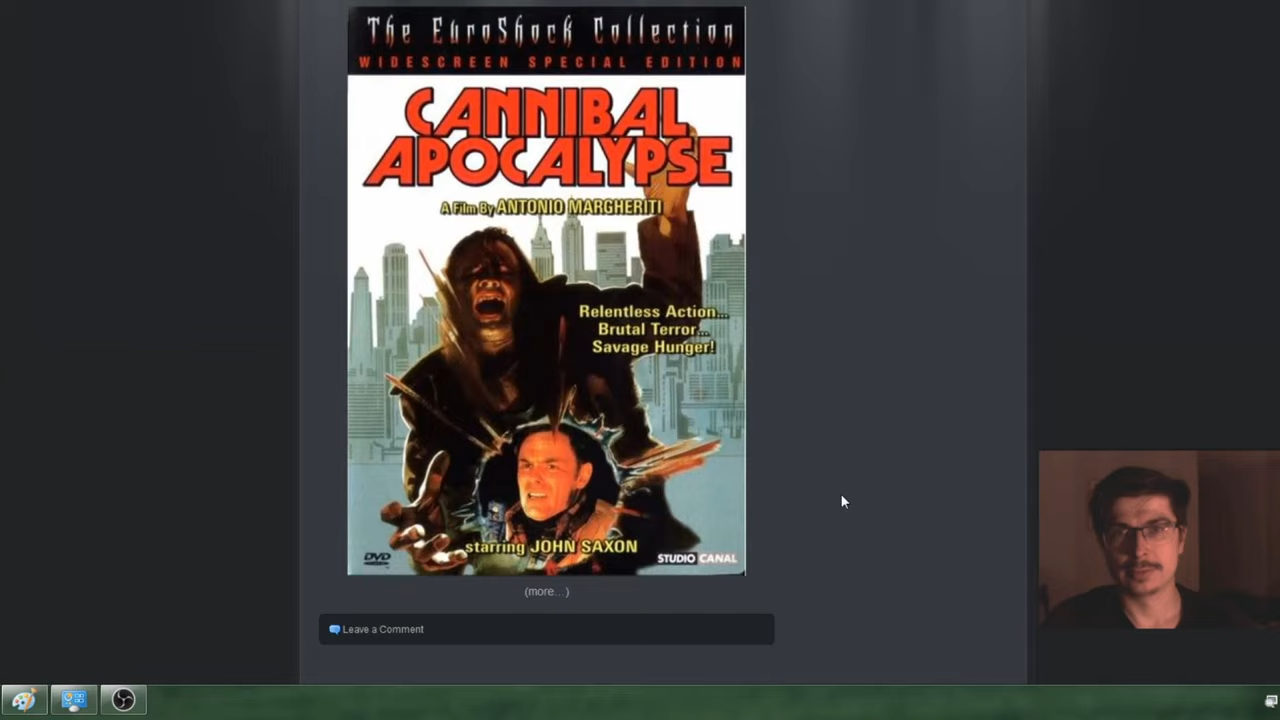 The EuroShock Collection
WIDESCREEN SPECIAL EDITION
CANNIBAL
APOCALYPSE
A Film By ANTONIO MARGHERITI
Relentless Action...
Brutal Terror...
Savage Hunger!
starring JOHN SAXON
DVD
STUDIO CANAL
(more...)
Leave a Comment